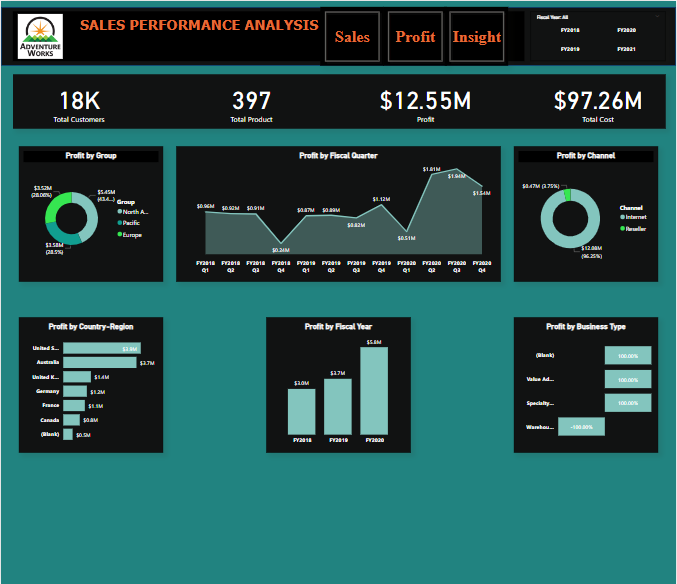 ADVENTURE
WORKS
SALES PERFORMANCE ANALYSIS
Sales
Profit
Insight
Fiscal Year: All
FY2018
FY2020
FY2019
FY2021
18K
Total Customers
397
Total Product
$12.55M
Profit
$97.26M
Total Cost
Profit by Group
$3.52M
(28.06%)
$5.45M
(43.4...)
$3.58M
(28.5%)
Group
North A...
Pacific
Europe
Profit by Fiscal Quarter
$0.96M
$0.92M
$0.91M
$0.24M
$0.87M
$0.89M
$0.82M
$1.12M
$0.51M
$1.81M
$1.94M
$1.54M
FY2018 FY2018 FY2018 FY2018 FY2019 FY2019 FY2019 FY2019 FY2020 FY2020 FY2020 FY2020
Q1 Q2 Q3 Q4 Q1 Q2 Q3 Q4 Q1 Q2 Q3 Q4
Profit by Channel
$0.47M (3.75%)
$12.08M
(96.25%)
Channel
Internet
Reseller
Profit by Country-Region
United S... $3.8M
Australia $3.7M
United K... $1.4M
Germany $1.2M
France $1.1M
Canada $0.8M
(Blank) $0.5M
Profit by Fiscal Year
$3.0M
$3.7M
$5.8M
FY2018 FY2019 FY2020
Profit by Business Type
(Blank) 100.00%
Value Ad... 100.00%
Specialty... 100.00%
Warehou... -100.00%